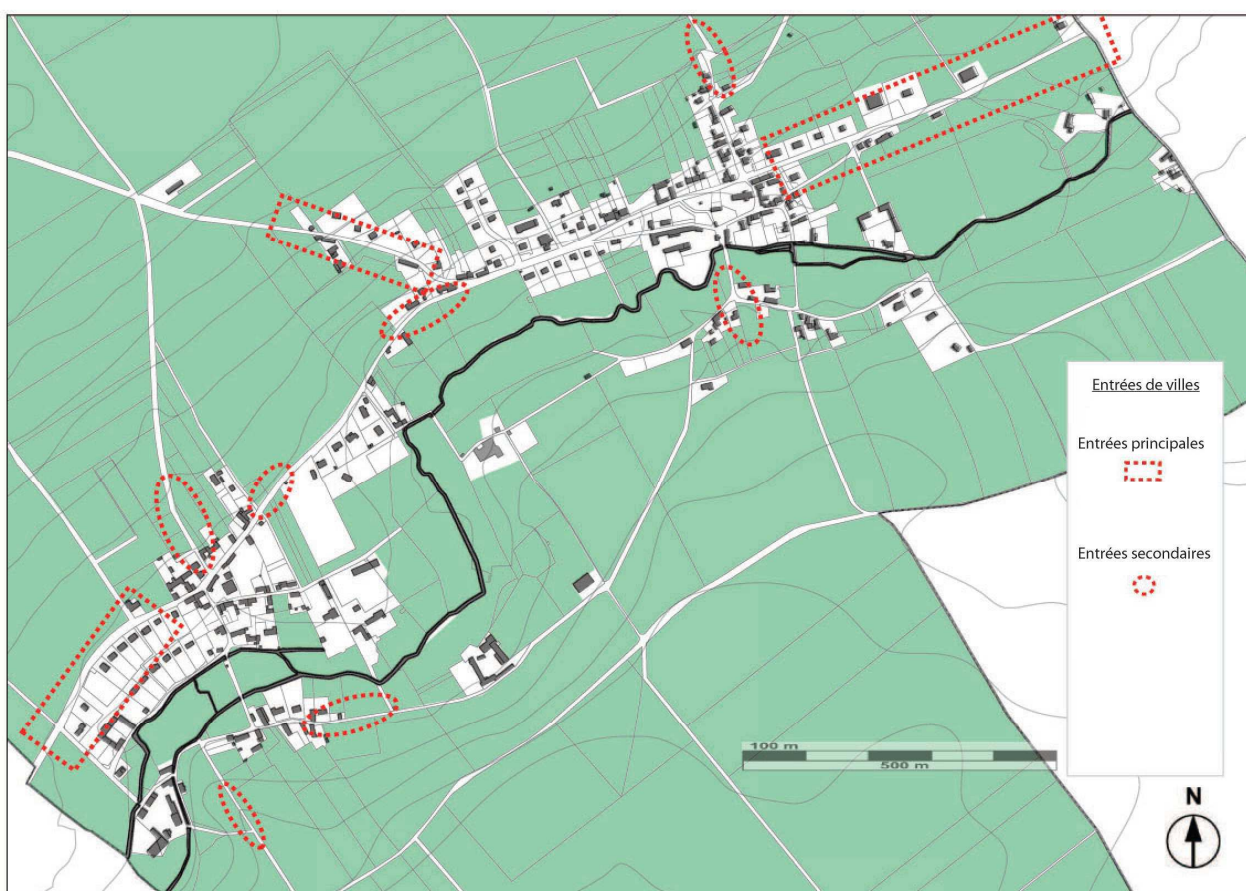 Entrées de villes
Entrées principales
Entrées secondaires
100 m
500 m
N